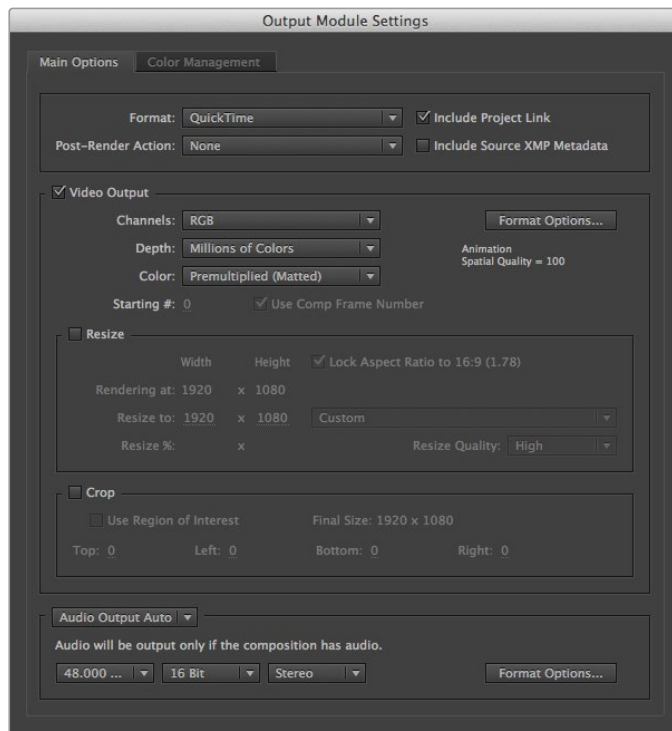 Output Module Settings
Main Options
Color Management
Format: QuickTime
Include Project Link
Post-Render Action: None
Include Source XMP Metadata
Video Output
Channels: RGB
Format Options...
Depth: Millions of Colors
Animation
Spatial Quality = 100
Color: Premultiplied (Matted)
Starting #: 0
Use Comp Frame Number
Resize
Width Height
Lock Aspect Ratio to 16:9 (1.78)
Rendering at: 1920 x 1080
Resize to: 1920 x 1080 Custom
Resize %: x
Resize Quality: High
Crop
Use Region of Interest
Final Size: 1920 x 1080
Top: 0 Left: 0 Bottom: 0 Right: 0
Audio Output Auto
Audio will be output only if the composition has audio.
48.000 ... 16 Bit Stereo
Format Options...